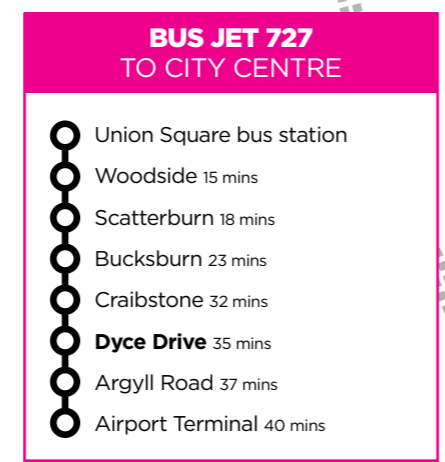 BUS JET 727
TO CITY CENTRE
Union Square bus station
Woodside 15 mins
Scatterburn 18 mins
Bucksburn 23 mins
Craibstone 32 mins
Dyce Drive 35 mins
Argyll Road 37 mins
Airport Terminal 40 mins